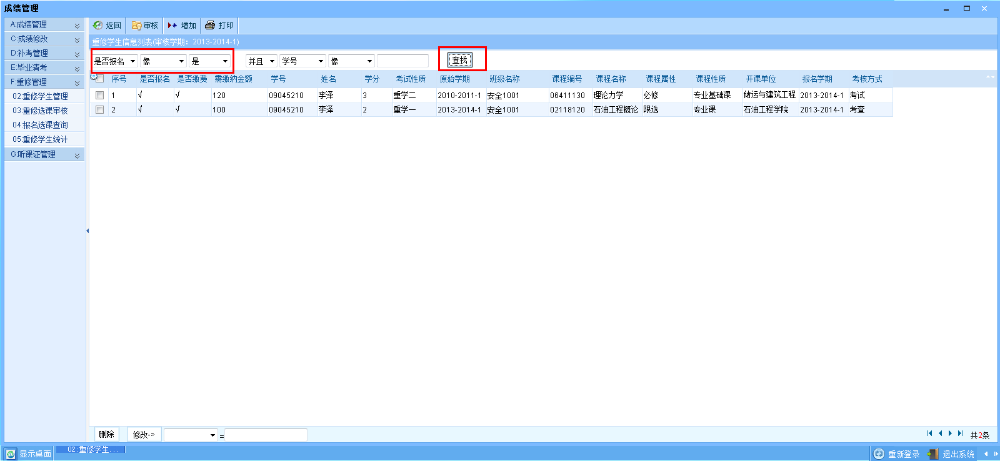 成绩管理
A:成绩管理
C:成绩修改
D:补考管理
E:毕业清考
F:重修管理
02:重修学生管理
03:重修选课审核
04:报名选课查询
05:重修学生统计
G:听课证管理
返回 审核 增加 打印
重修学生信息列表(审核学期：2013-2014-1)
是否报名 像 是 并且 学号 像 查找
序号 是否报名 是否缴费 需缴纳金额 学号 姓名 学分 考试性质 原始学期 班级名称 课程编号 课程名称 课程属性 课程性质 开课单位 报名学期 考核方式
1 √ √ 120 09045210 李泽 3 重学二 2010-2011-1 安全1001 06411130 理论力学 必修 专业基础课 储运与建筑工程 2013-2014-1 考试
2 √ √ 100 09045210 李泽 2 重学一 2013-2014-1 安全1001 02118120 石油工程概论 限选 专业课 石油工程学院 2013-2014-1 考查
删除 修改-> = 共2条
显示桌面 02:重修学生... 重新登录 退出系统